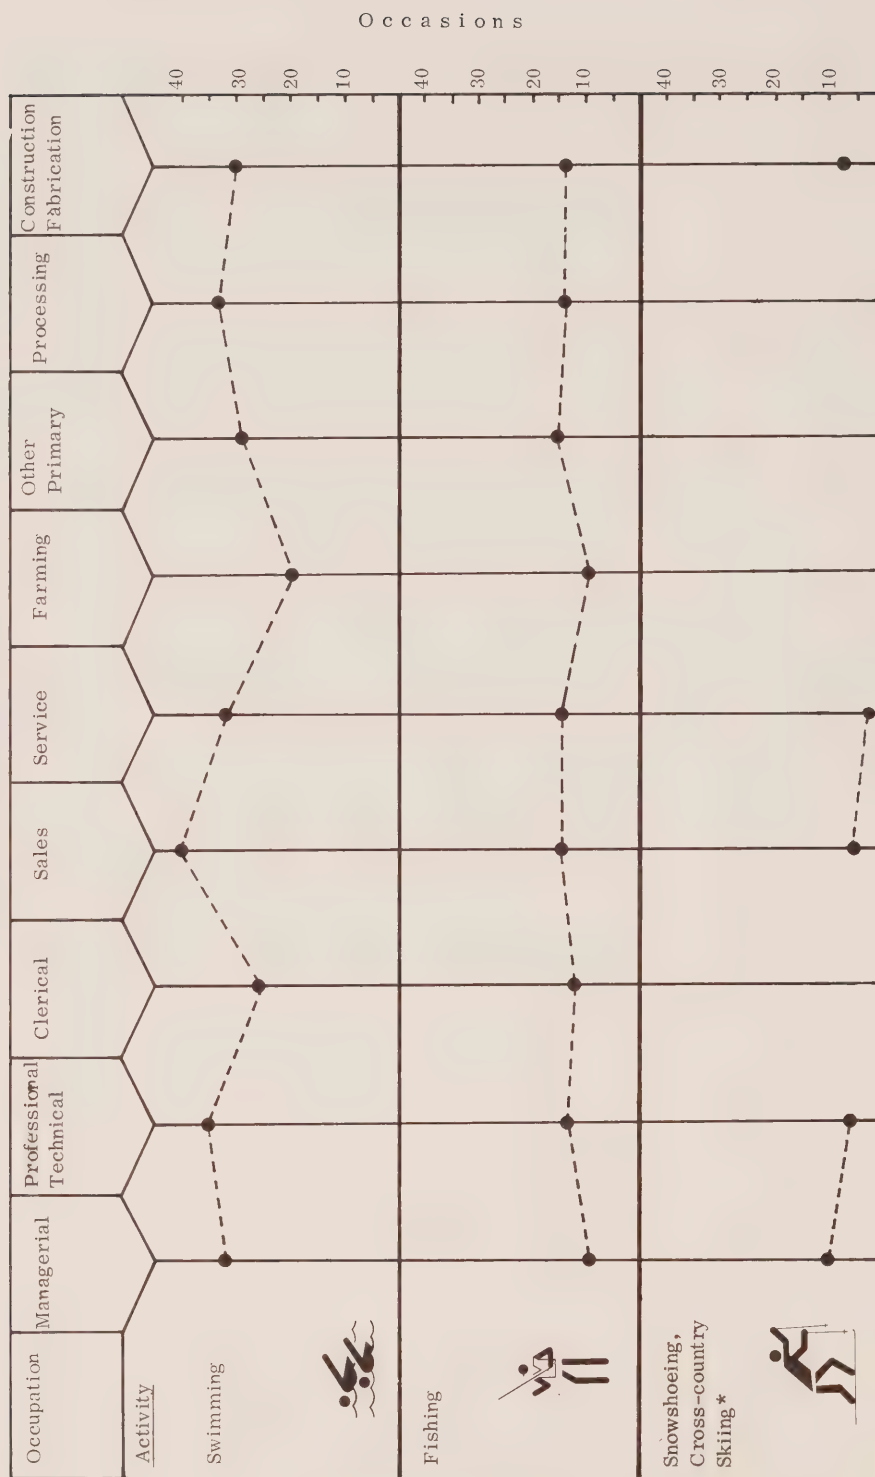 Occasions
Occupation
Managerial
Professional
Technical
Clerical
Sales
Service
Farming
Other
Primary
Processing
Construction
Fabrication
Activity
Swimming
40
30
20
10
Fishing
40
30
20
10
Snowshoeing,
Cross-country
Skiing*
40
30
20
10